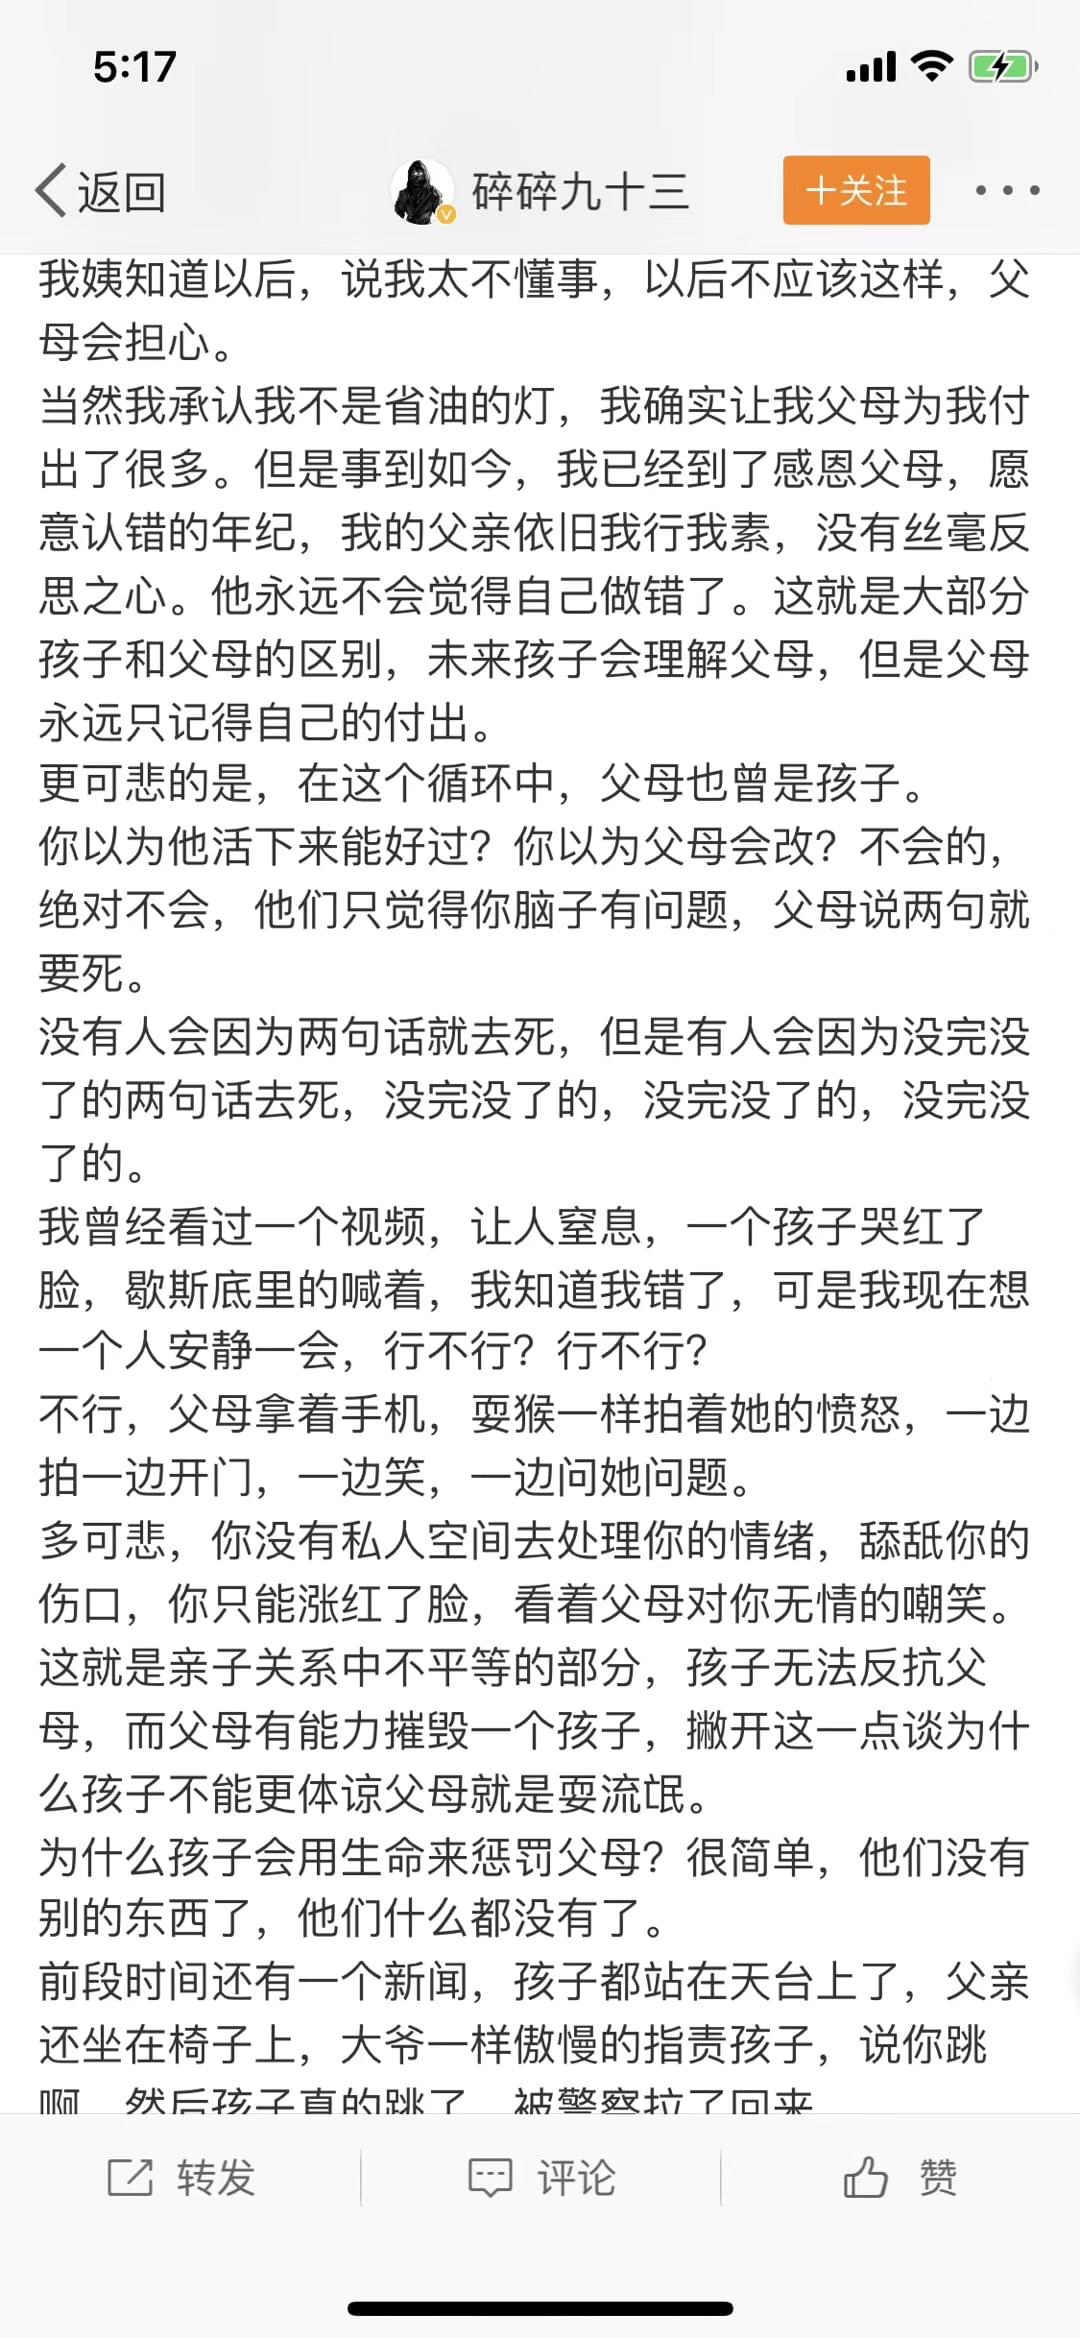 5:17
返回
碎碎九十三
十关注
我姨知道以后，说我太不懂事，以后不应该这样，父
母会担心。
当然我承认我不是省油的灯，我确实让我父母为我付
出了很多。但是事到如今，我已经到了感恩父母，愿
意认错的年纪，我的父亲依旧我行我素，没有丝毫反
思之心。他永远不会觉得自己做错了。这就是大部分
孩子和父母的区别，未来孩子会理解父母，但是父母
永远只记得自己的付出。
更可悲的是，在这个循环中，父母也曾是孩子。
你以为他活下来能好过？你以为父母会改？不会的，
绝对不会，他们只觉得你脑子有问题，父母说两句就
要死。
没有人会因为两句话就去死，但是有人会因为没完没
了的两句话去死，没完没了的，没完没了的，没完没
了的。
我曾经看过一个视频，让人窒息，一个孩子哭红了
脸，歇斯底里的喊着，我知道我错了，可是我现在想
一个人安静一会，行不行？行不行？
不行，父母拿着手机，耍猴一样拍着她的愤怒，一边
拍一边开门，一边笑，一边问她问题。
多可悲，你没有私人空间去处理你的情绪，舔舐你的
伤口，你只能涨红了脸，看着父母对你无情的嘲笑。
这就是亲子关系中不平等的部分，孩子无法反抗父
母，而父母有能力摧毁一个孩子，撇开这一点谈为什
么孩子不能更体谅父母就是耍流氓。
为什么孩子会用生命来惩罚父母？很简单，他们没有
别的东西了，他们什么都没有了。
前段时间还有一个新闻，孩子都站在天台上了，父亲
还坐在椅子上，大爷一样傲慢的指责孩子，说你跳
啊，然后孩子真的跳了，被警察拉了回来
转发
评论
赞